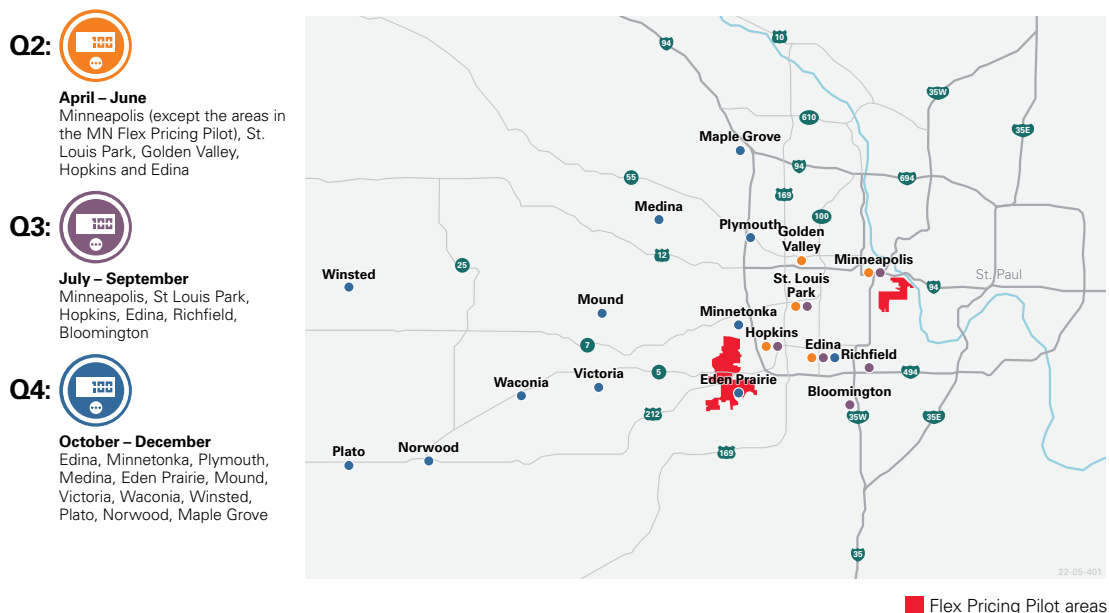 Q2:
100
April – June
Minneapolis (except the areas in
the MN Flex Pricing Pilot), St.
Louis Park, Golden Valley,
Hopkins and Edina
Q3:
100
July – September
Minneapolis, St Louis Park,
Hopkins, Edina, Richfield,
Bloomington
Q4:
100
October – December
Edina, Minnetonka, Plymouth,
Medina, Eden Prairie, Mound,
Victoria, Waconia, Winsted,
Plato, Norwood, Maple Grove
10
94
35W
610
35E
Maple Grove
94
55
694
169
Medina
100
Plymouth
Golden
Valley
12
Minneapolis
25
Winsted
St. Paul
St. Louis
Park
94
Mound
Minnetonka
Hopkins
7
Edina
Richfield
5
494
Victoria
Eden Prairie
Waconia
Bloomington
212
35W
35E
Plato
Norwood
169
35
22-05-401
Flex Pricing Pilot areas